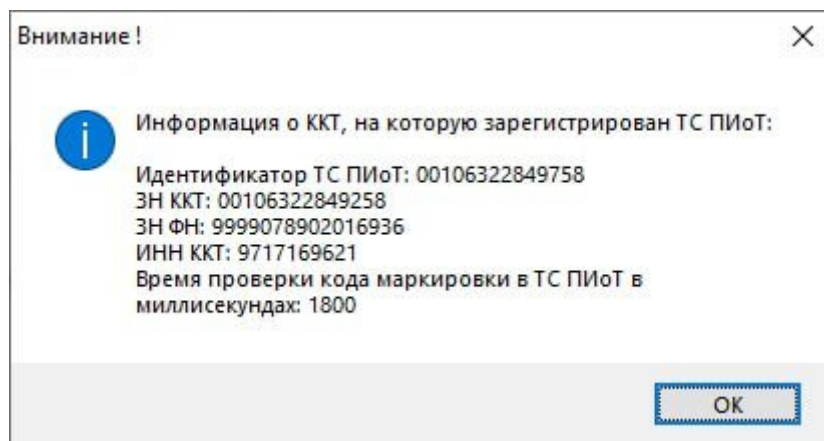 Внимание !
Информация о ККТ, на которую зарегистрирован ТС ПИоТ:
Идентификатор ТС ПИоТ: 00106322849758
ЗН ККТ: 00106322849258
ЗН ФН: 9999078902016936
ИНН ККТ: 9717169621
Время проверки кода маркировки в ТС ПИоТ в
миллисекундах: 1800
ОК